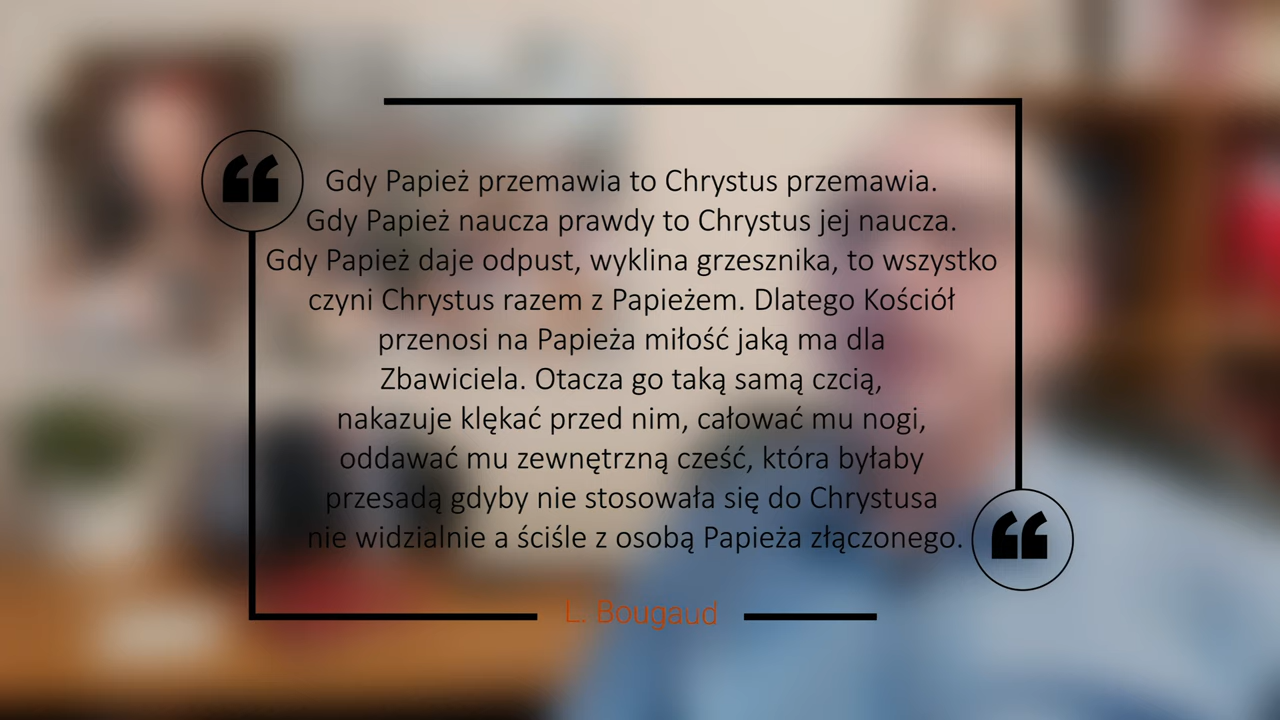 Gdy Papież przemawia to Chrystus przemawia.
Gdy Papież naucza prawdy to Chrystus jej naucza.
Gdy Papież daje odpust, wyklina grzesznika, to wszystko
czyni Chrystus razem z Papieżem. Dlatego Kościół
przenosi na Papieża miłość jaką ma dla
Zbawiciela. Otacza go taką samą czcią,
nakazuje klękać przed nim, całować mu nogi,
oddawać mu zewnętrzną cześć, która byłaby
przesadą gdyby nie stosowała się do Chrystusa
nie widzialnie a ściśle z osobą Papieża złączonego.
L. Bougaud